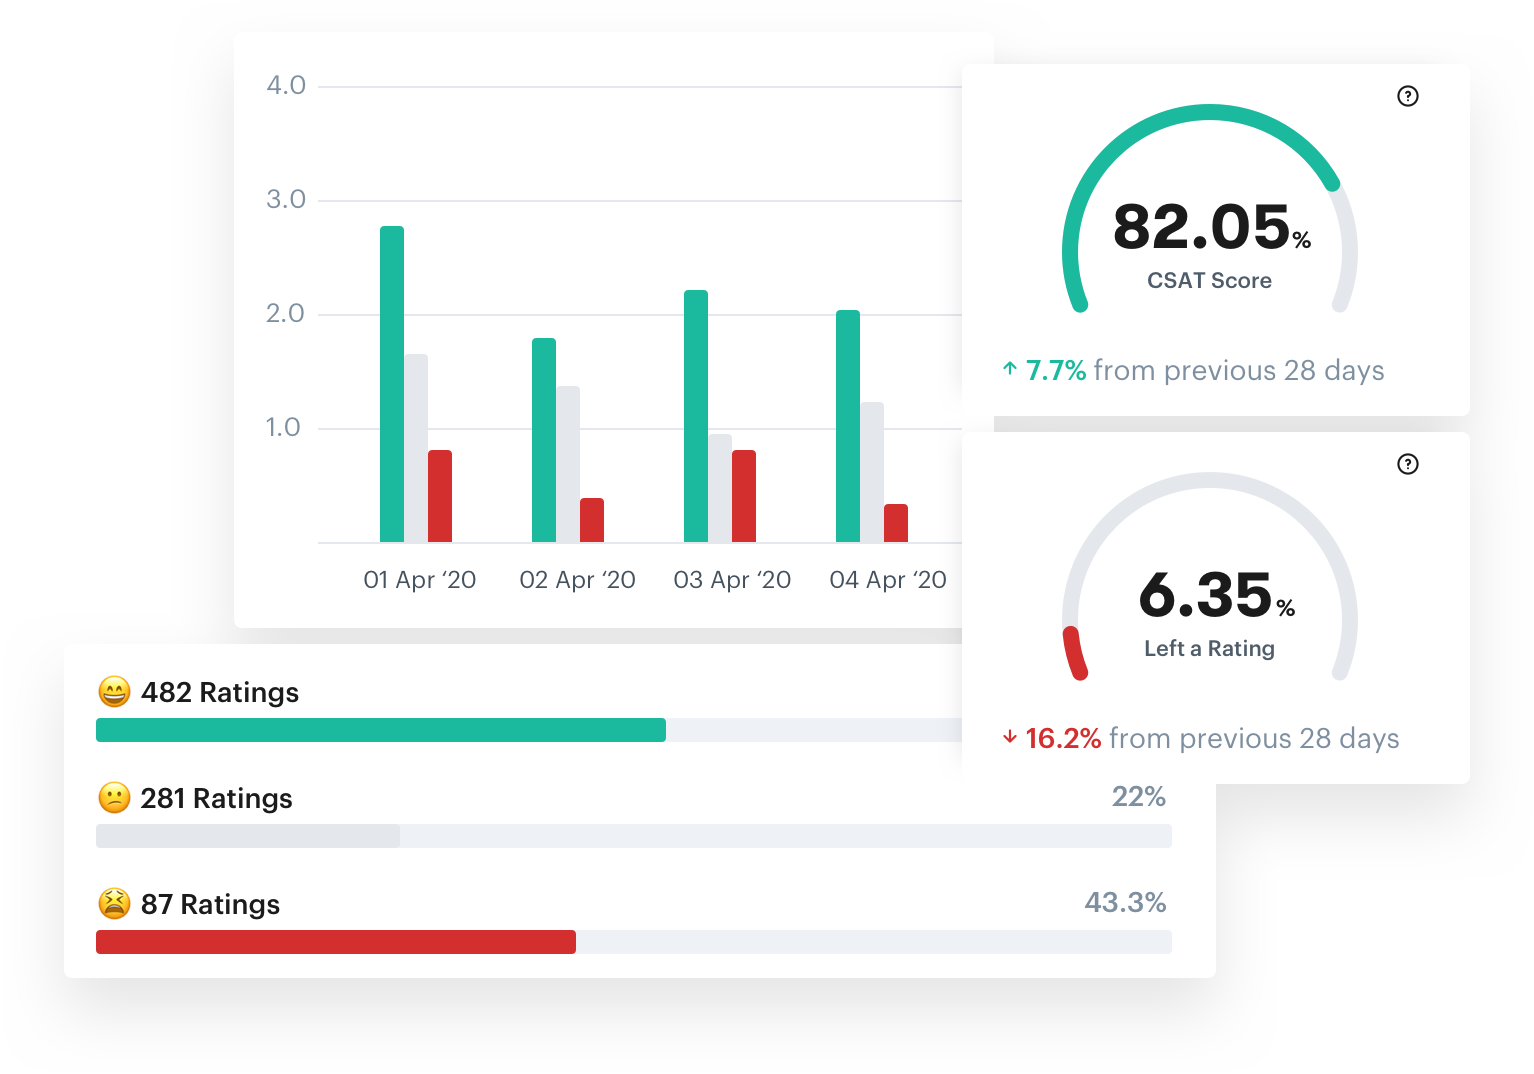 4.0
3.0
2.0
1.0
01 Apr ‘20
02 Apr ‘20
03 Apr ‘20
04 Apr ‘20
82.05%
CSAT Score
↑ 7.7% from previous 28 days
6.35%
Left a Rating
↓ 16.2% from previous 28 days
482 Ratings
281 Ratings
22%
87 Ratings
43.3%